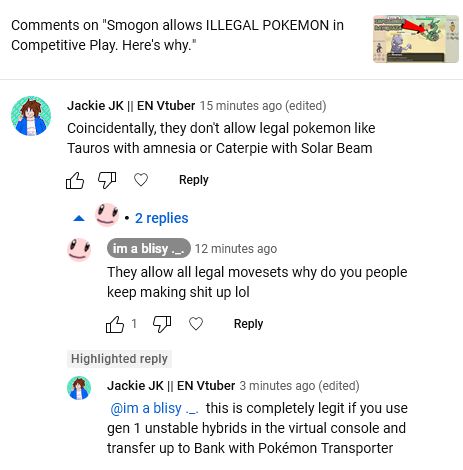 Comments on "Smogon allows ILLEGAL POKEMON in
Competitive Play. Here's why."
Jackie JK || EN Vtuber 15 minutes ago (edited)
Coincidentally, they don't allow legal pokemon like
Tauros with amnesia or Caterpie with Solar Beam
Reply
2 replies
im a blisy ._. 12 minutes ago
They allow all legal movesets why do you people
keep making shit up lol
1 Reply
Highlighted reply
Jackie JK || EN Vtuber 3 minutes ago (edited)
@im a blisy ._. this is completely legit if you use
gen 1 unstable hybrids in the virtual console and
transfer up to Bank with Pokémon Transporter